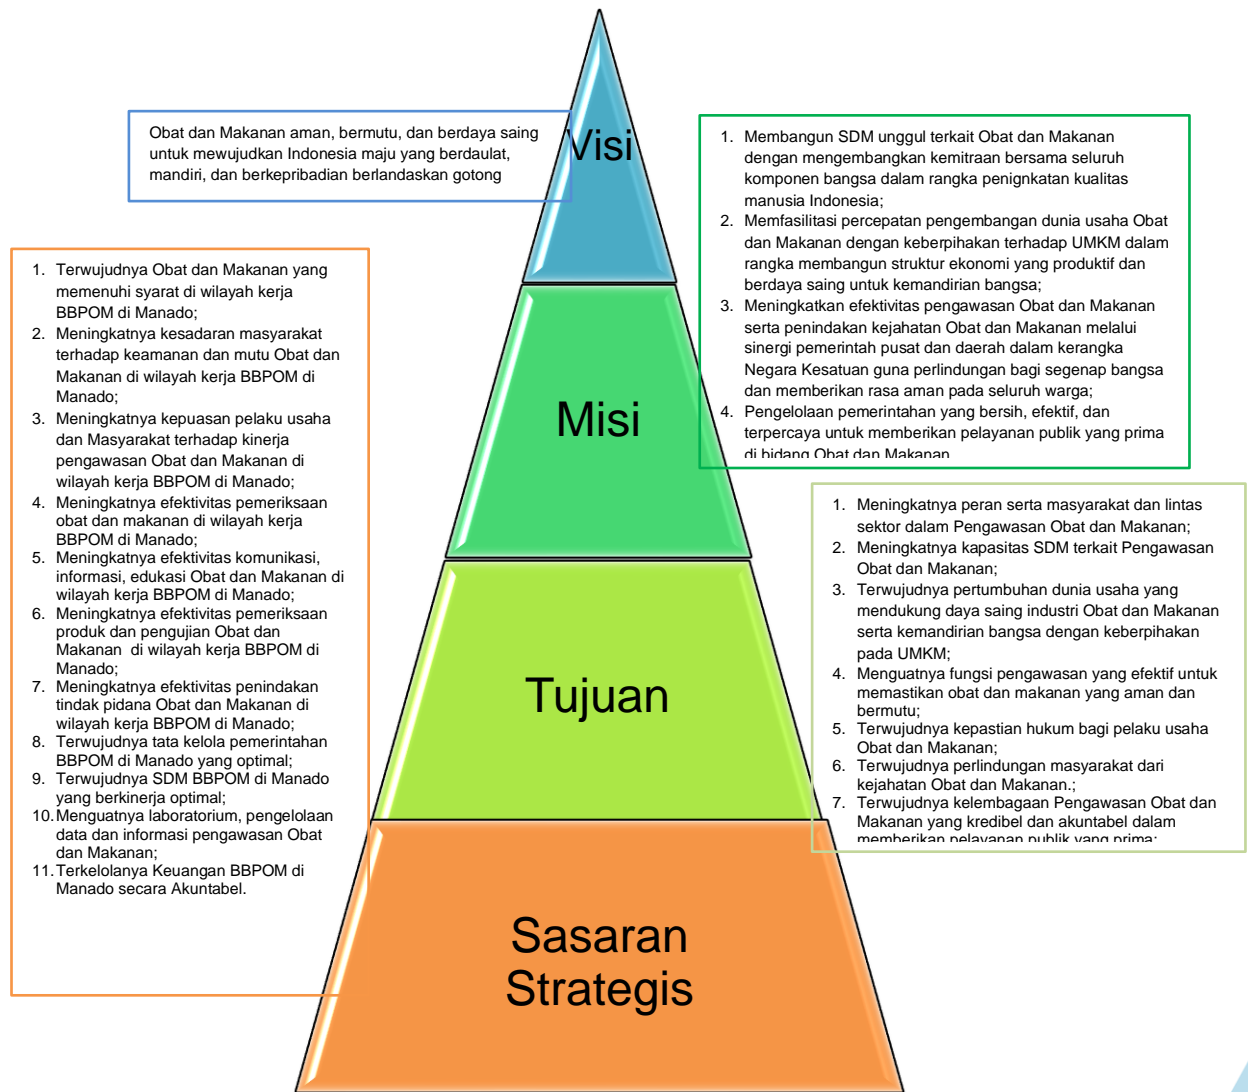 Visi
Obat dan Makanan aman, bermutu, dan berdaya saing
untuk mewujudkan Indonesia maju yang berdaulat,
mandiri, dan berkepribadian berlandaskan gotong
1. Membangun SDM unggul terkait Obat dan Makanan
dengan mengembangkan kemitraan bersama seluruh
komponen bangsa dalam rangka penignkatan kualitas
manusia Indonesia;
2. Memfasilitasi percepatan pengembangan dunia usaha Obat
dan Makanan dengan keberpihakan terhadap UMKM dalam
rangka membangun struktur ekonomi yang produktif dan
berdaya saing untuk kemandirian bangsa;
3. Meningkatkan efektivitas pengawasan Obat dan Makanan
serta penindakan kejahatan Obat dan Makanan melalui
sinergi pemerintah pusat dan daerah dalam kerangka
Negara Kesatuan guna perlindungan bagi segenap bangsa
dan memberikan rasa aman pada seluruh warga;
4. Pengelolaan pemerintahan yang bersih, efektif, dan
terpercaya untuk memberikan pelayanan publik yang prima
di bidang Obat dan Makanan
Misi
1. Terwujudnya Obat dan Makanan yang
memenuhi syarat di wilayah kerja
BBPOM di Manado;
2. Meningkatnya kesadaran masyarakat
terhadap keamanan dan mutu Obat dan
Makanan di wilayah kerja BBPOM di
Manado;
3. Meningkatnya kepuasan pelaku usaha
dan Masyarakat terhadap kinerja
pengawasan Obat dan Makanan di
wilayah kerja BBPOM di Manado;
4. Meningkatnya efektivitas pemeriksaan
obat dan makanan di wilayah kerja
BBPOM di Manado;
5. Meningkatnya efektivitas komunikasi,
informasi, edukasi Obat dan Makanan di
wilayah kerja BBPOM di Manado;
6. Meningkatnya efektivitas pemeriksaan
produk dan pengujian Obat dan
Makanan di wilayah kerja BBPOM di
Manado;
7. Meningkatnya efektivitas penindakan
tindak pidana Obat dan Makanan di
wilayah kerja BBPOM di Manado;
8. Terwujudnya tata kelola pemerintahan
BBPOM di Manado yang optimal;
9. Terwujudnya SDM BBPOM di Manado
yang berkinerja optimal;
10. Menguatnya laboratorium, pengelolaan
data dan informasi pengawasan Obat
dan Makanan;
11. Terkelolanya Keuangan BBPOM di
Manado secara Akuntabel.
1. Meningkatnya peran serta masyarakat dan lintas
sektor dalam Pengawasan Obat dan Makanan;
2. Meningkatnya kapasitas SDM terkait Pengawasan
Obat dan Makanan;
3. Terwujudnya pertumbuhan dunia usaha yang
mendukung daya saing industri Obat dan Makanan
serta kemandirian bangsa dengan keberpihakan
pada UMKM;
4. Menguatnya fungsi pengawasan yang efektif untuk
memastikan obat dan makanan yang aman dan
bermutu;
5. Terwujudnya kepastian hukum bagi pelaku usaha
Obat dan Makanan;
6. Terwujudnya perlindungan masyarakat dari
kejahatan Obat dan Makanan.;
7. Terwujudnya kelembagaan Pengawasan Obat dan
Makanan yang kredibel dan akuntabel dalam
memberikan pelayanan publik yang prima;
Tujuan
Sasaran
Strategis